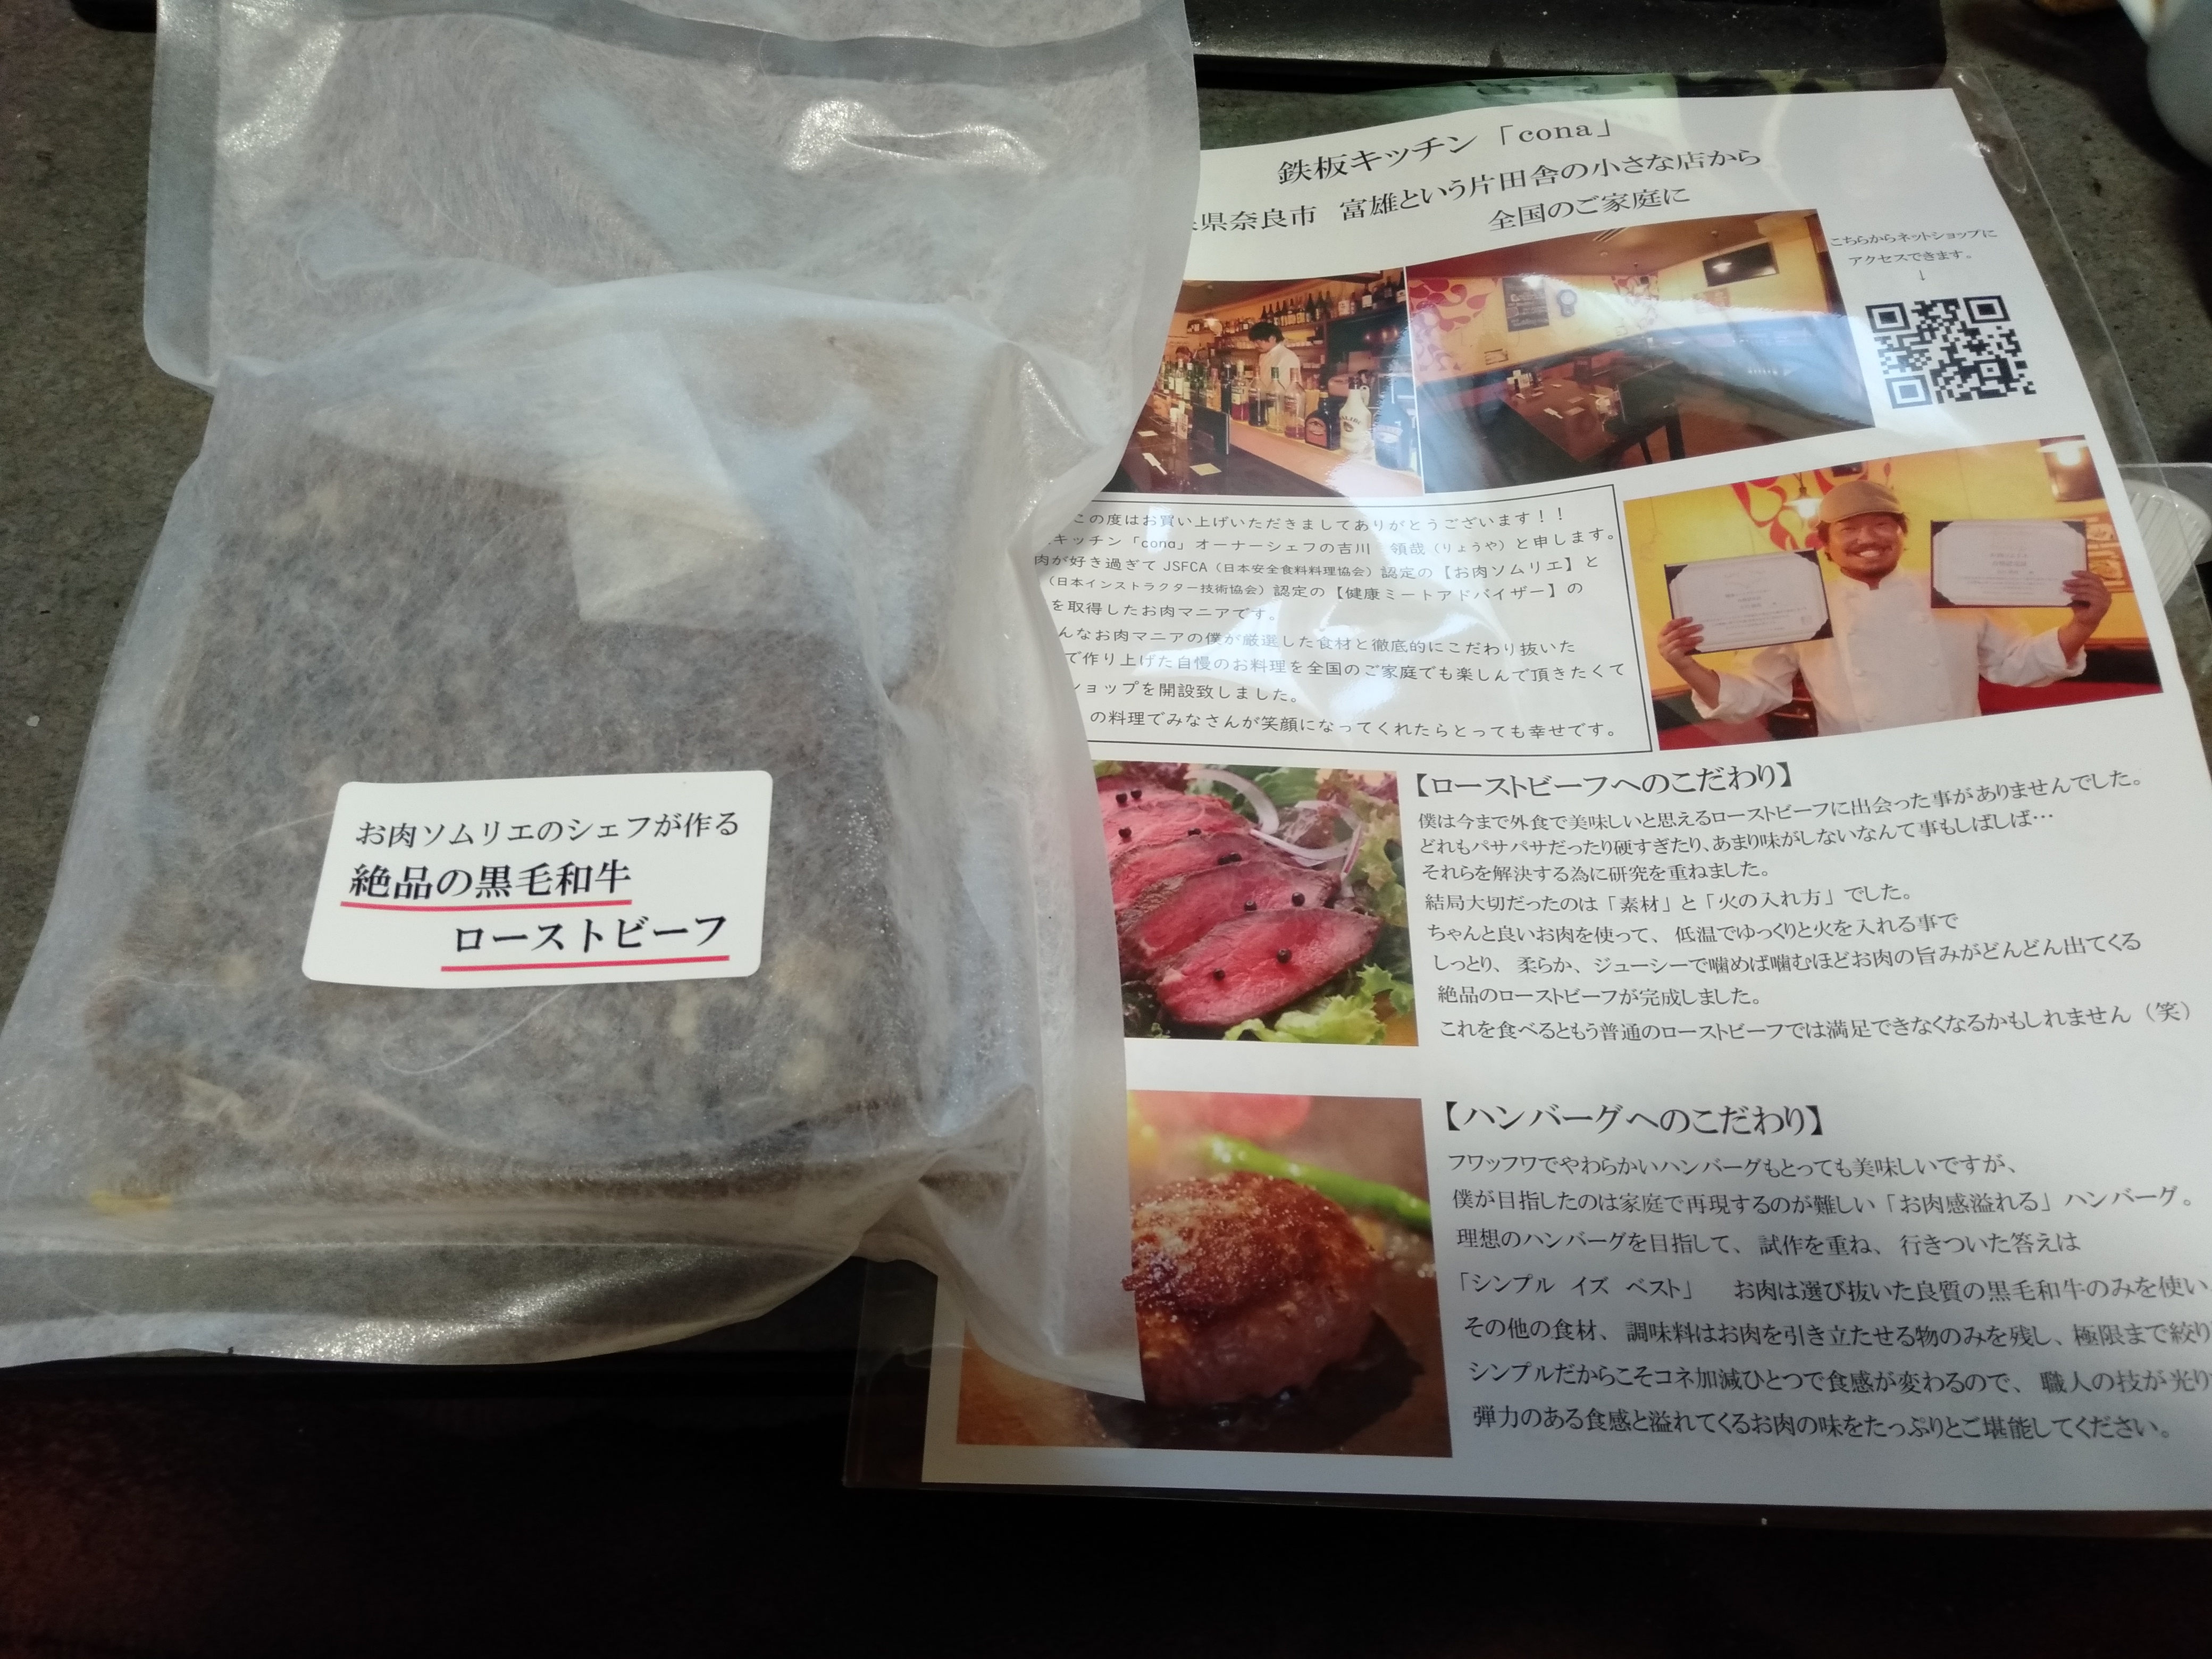 お肉ソムリエのシェフが作る
絶品の黒毛和牛
ローストビーフ
鉄板キッチン「cona」
県奈良市 富雄という片田舎の小さな店から
全国のご家庭に
こちらからネットショップに
アクセスできます。
↓
この度はお買い上げいただきましてありがとうございます！！
キッチン「cona」オーナーシェフの吉川 領哉（りょうや）と申します。
肉が好き過ぎて JSFCA（日本安全食料料理協会）認定の【お肉ソムリエ】と
（日本インストラクター技術協会）認定の【健康ミートアドバイザー】の
を取得したお肉マニアです。
んなお肉マニアの僕が厳選した食材と徹底的にこだわり抜いた
で作り上げた自慢のお料理を全国のご家庭でも楽しんで頂きたくて
ショップを開設致しました。
の料理でみなさんが笑顔になってくれたらとっても幸せです。
【ローストビーフへのこだわり】
僕は今まで外食で美味しいと思えるローストビーフに出会った事がありませんでした。
どれもパサパサだったり硬すぎたり、あまり味がしないなんて事もしばしば…
それらを解決する為に研究を重ねました。
結局大切だったのは「素材」と「火の入れ方」でした。
ちゃんと良いお肉を使って、低温でゆっくりと火を入れる事で
しっとり、柔らか、ジューシーで噛めば噛むほどお肉の旨みがどんどん出てくる
絶品のローストビーフが完成しました。
これを食べるともう普通のローストビーフでは満足できなくなるかもしれません（笑）
【ハンバーグへのこだわり】
フワッフワでやわらかいハンバーグもとっても美味しいですが、
僕が目指したのは家庭で再現するのが難しい「お肉感溢れる」ハンバーグ。
理想のハンバーグを目指して、試作を重ね、行きついた答えは
「シンプル イズ ベスト」 お肉は選び抜いた良質の黒毛和牛のみを使い
その他の食材、調味料はお肉を引き立たせる物のみを残し、極限まで絞り
シンプルだからこそコネ加減ひとつで食感が変わるので、職人の技が光り
弾力のある食感と溢れてくるお肉の味をたっぷりとご堪能してください。